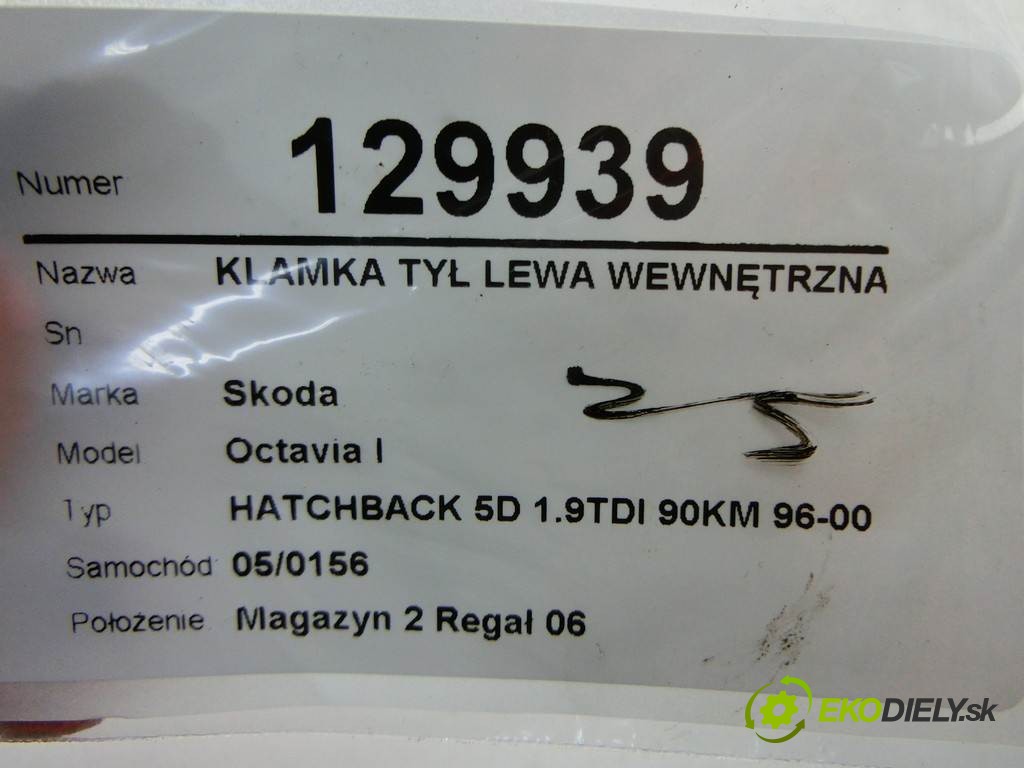 Numer 129939
Nazwa KLAMKA TYŁ LEWA WEWNĘTRZNA
Sn
Marka Skoda
Model Octavia I
Typ HATCHBACK 5D 1.9TDI 90KM 96-00
Samochód 05/0156
Położenie Magazyn 2 Regał 06
EKODIELY.sk